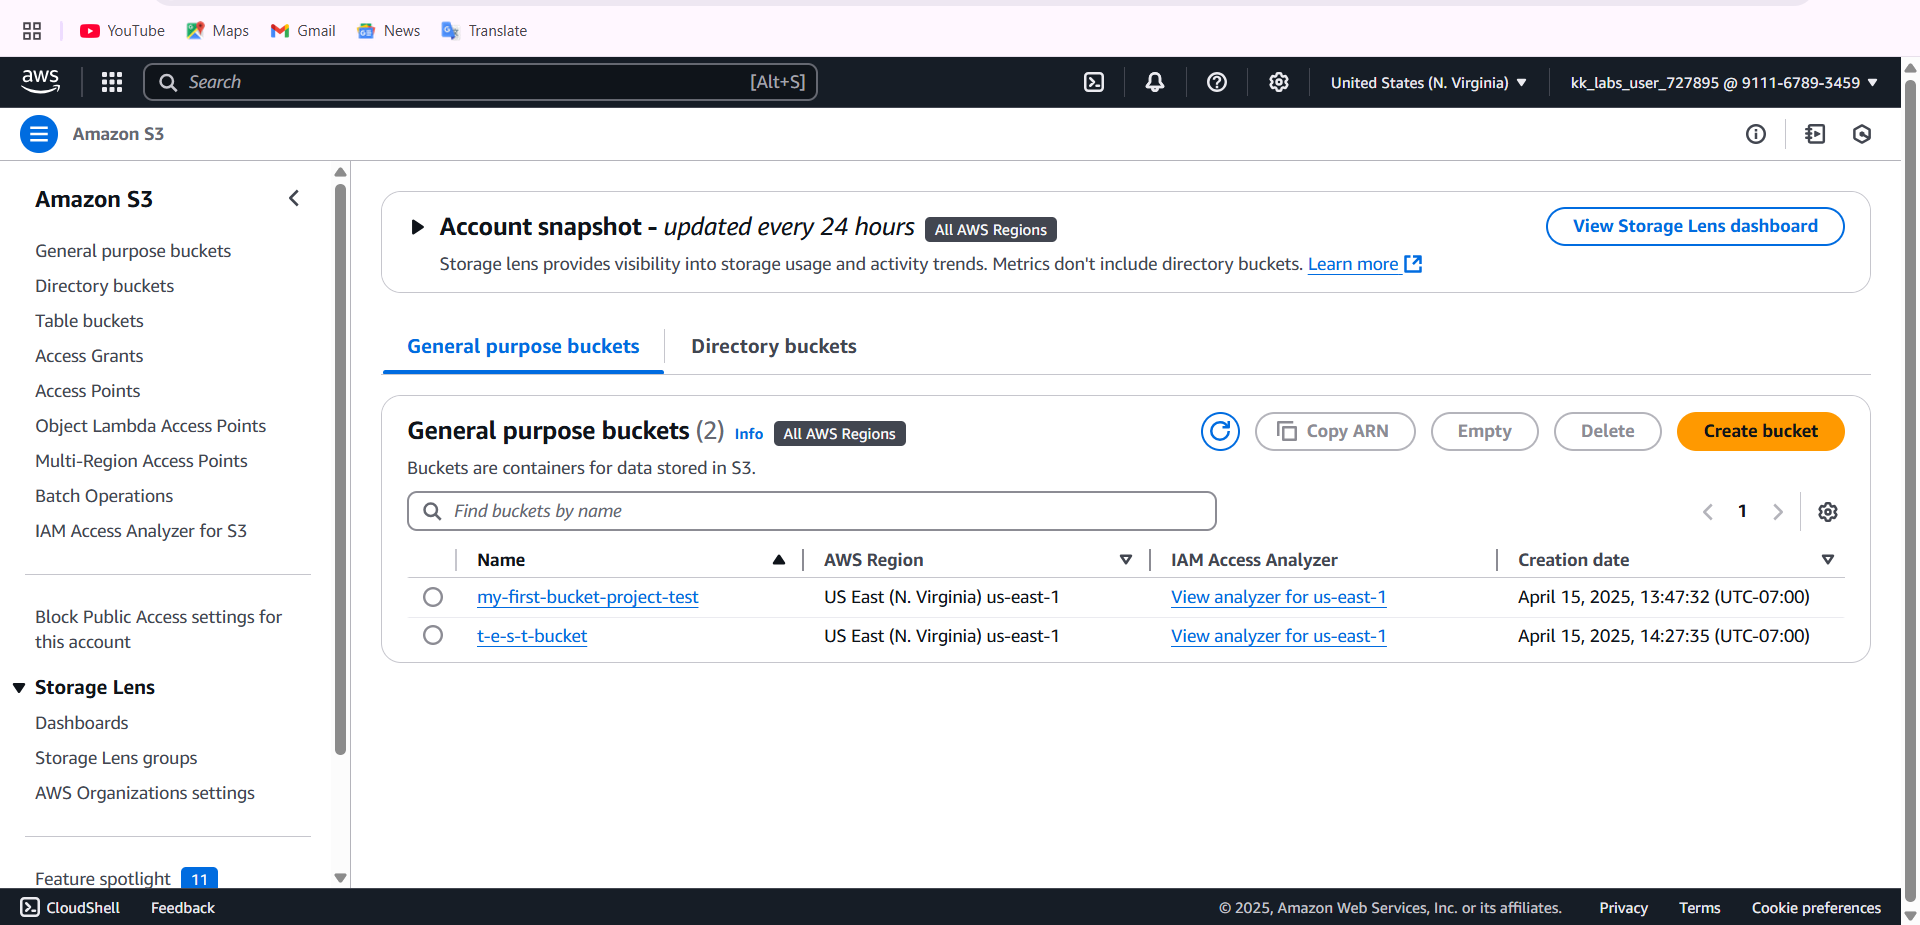 YouTube Maps Gmail News Translate
aws Search [Alt+S] United States (N. Virginia) kk_labs_user_727895 @ 9111-6789-3459
Amazon S3
Amazon S3
General purpose buckets
Directory buckets
Table buckets
Access Grants
Access Points
Object Lambda Access Points
Multi-Region Access Points
Batch Operations
IAM Access Analyzer for S3
Block Public Access settings for
this account
Storage Lens
Dashboards
Storage Lens groups
AWS Organizations settings
Feature spotlight 11
Account snapshot - updated every 24 hours All AWS Regions View Storage Lens dashboard
Storage lens provides visibility into storage usage and activity trends. Metrics don't include directory buckets. Learn more
General purpose buckets Directory buckets
General purpose buckets (2) Info All AWS Regions Copy ARN Empty Delete Create bucket
Buckets are containers for data stored in S3.
Find buckets by name 1
Name AWS Region IAM Access Analyzer Creation date
my-first-bucket-project-test US East (N. Virginia) us-east-1 View analyzer for us-east-1 April 15, 2025, 13:47:32 (UTC-07:00)
t-e-s-t-bucket US East (N. Virginia) us-east-1 View analyzer for us-east-1 April 15, 2025, 14:27:35 (UTC-07:00)
CloudShell Feedback © 2025, Amazon Web Services, Inc. or its affiliates. Privacy Terms Cookie preferences